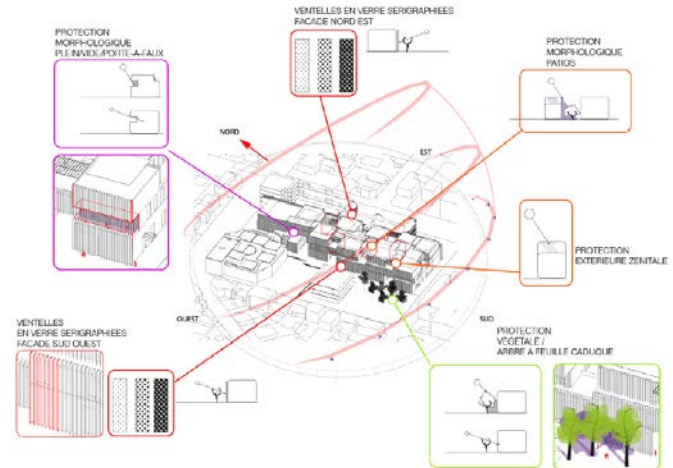 VENTELLES EN VERRE SERIGRAPHIEES
FACADE NORD EST
PROTECTION
MORPHOLOGIQUE
PLEIN/VIDE/PORTE-A-FAUX
PROTECTION
MORPHOLOGIQUE
PATIOS
NORD
EST
PROTECTION
EXTERIEURE ZENITALE
OUEST
SUD
VENTELLES
EN VERRE SERIGRAPHIEES
FACADE SUD OUEST
PROTECTION
VEGETALE /
ARBRE A FEUILLE CADUQUE